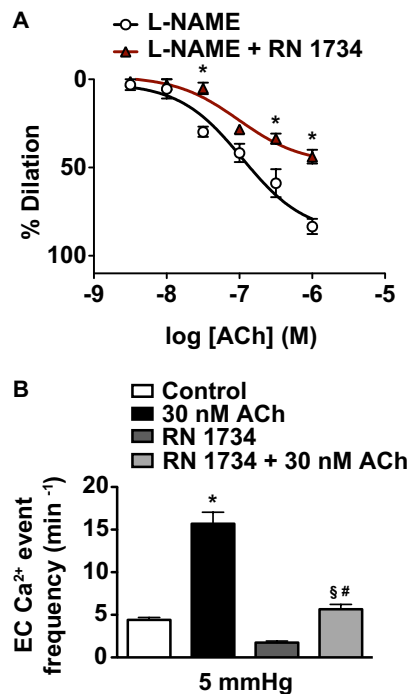 A
L-NAME
L-NAME + RN 1734
0
50
100
% Dilation
*
*
*
-9
-8
-7
-6
-5
log [ACh] (M)
B
Control
30 nM ACh
RN 1734
RN 1734 + 30 nM ACh
EC Ca²⁺ event
frequency (min ⁻¹)
20
15
10
5
0
*
§ #
5 mmHg